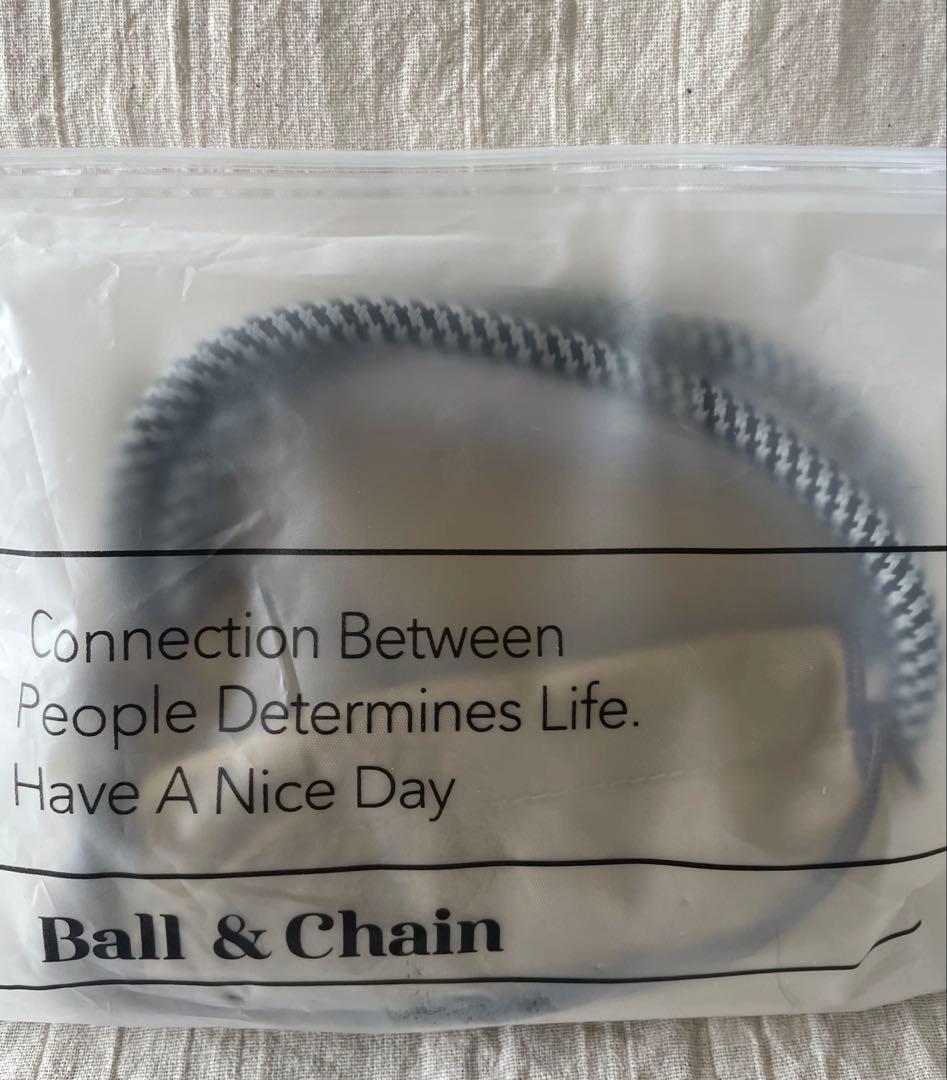 Connection Between
People Determines Life.
Have A Nice Day
Ball & Chain